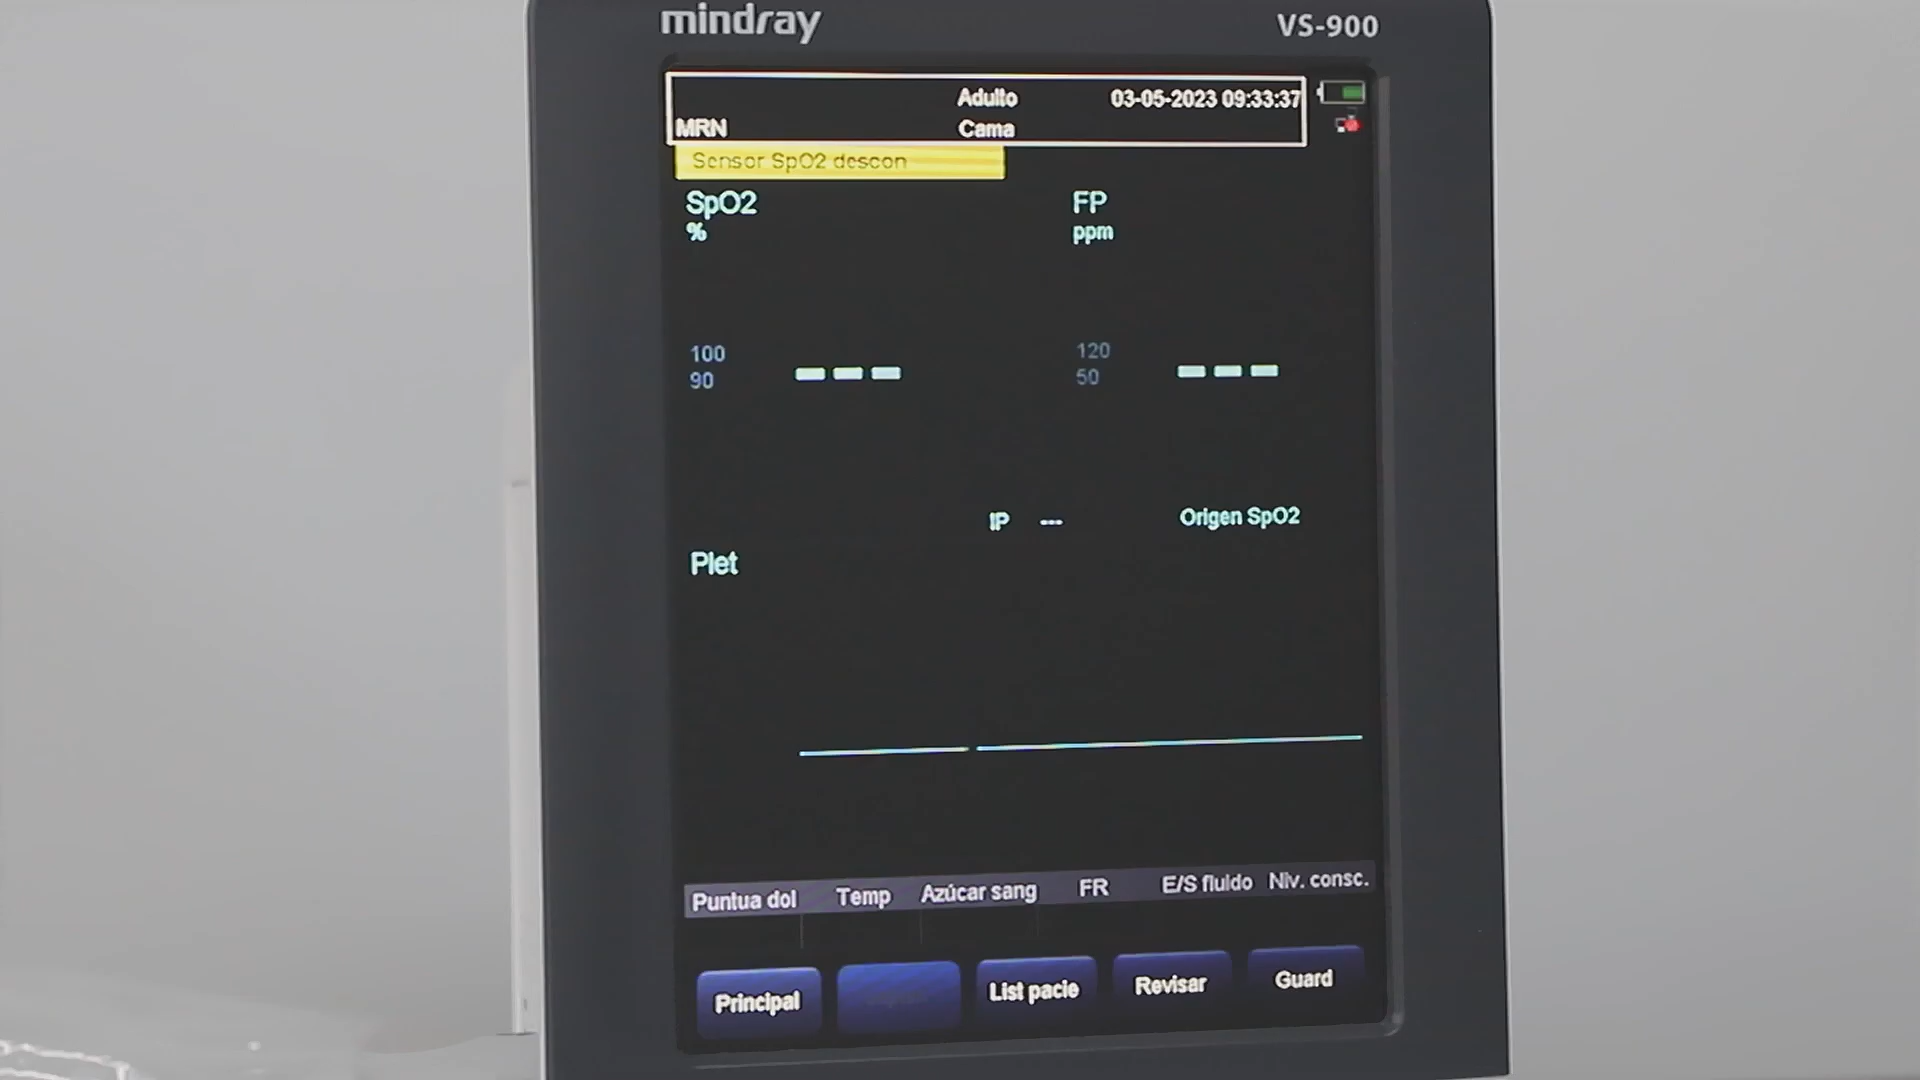 mindray VS-900
Adulto 03-05-2023 09:33:37
MRN Cama
Sensor SpO2 descon
SpO2 FP
% ppm
100 120
90 --- 50 ---
IP --- Origen SpO2
Plet
Puntua dol Temp Azúcar sang FR E/S fluido Niv. consc.
Principal List pacie Revisar Guard